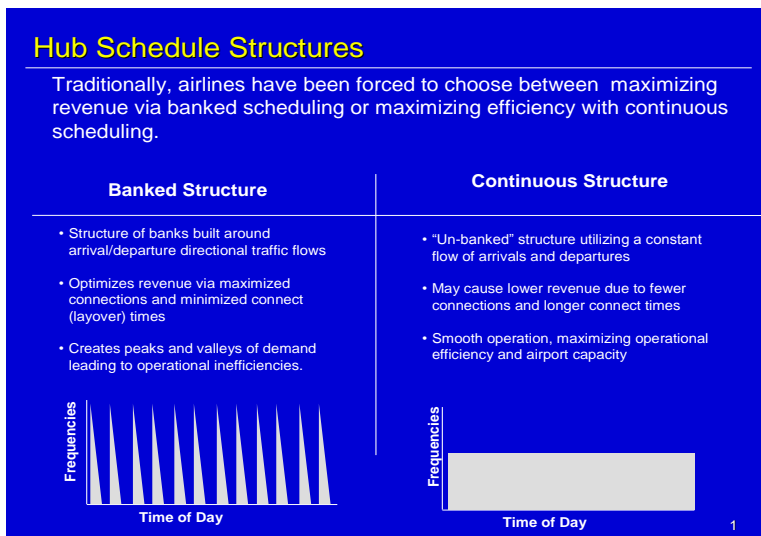 Hub Schedule Structures
Traditionally, airlines have been forced to choose between maximizing
revenue via banked scheduling or maximizing efficiency with continuous
scheduling.
Banked Structure
• Structure of banks built around
arrival/departure directional traffic flows
• Optimizes revenue via maximized
connections and minimized connect
(layover) times
• Creates peaks and valleys of demand
leading to operational inefficiencies.
Frequencies
Time of Day
Continuous Structure
• “Un-banked” structure utilizing a constant
flow of arrivals and departures
• May cause lower revenue due to fewer
connections and longer connect times
• Smooth operation, maximizing operational
efficiency and airport capacity
Frequencies
Time of Day
1